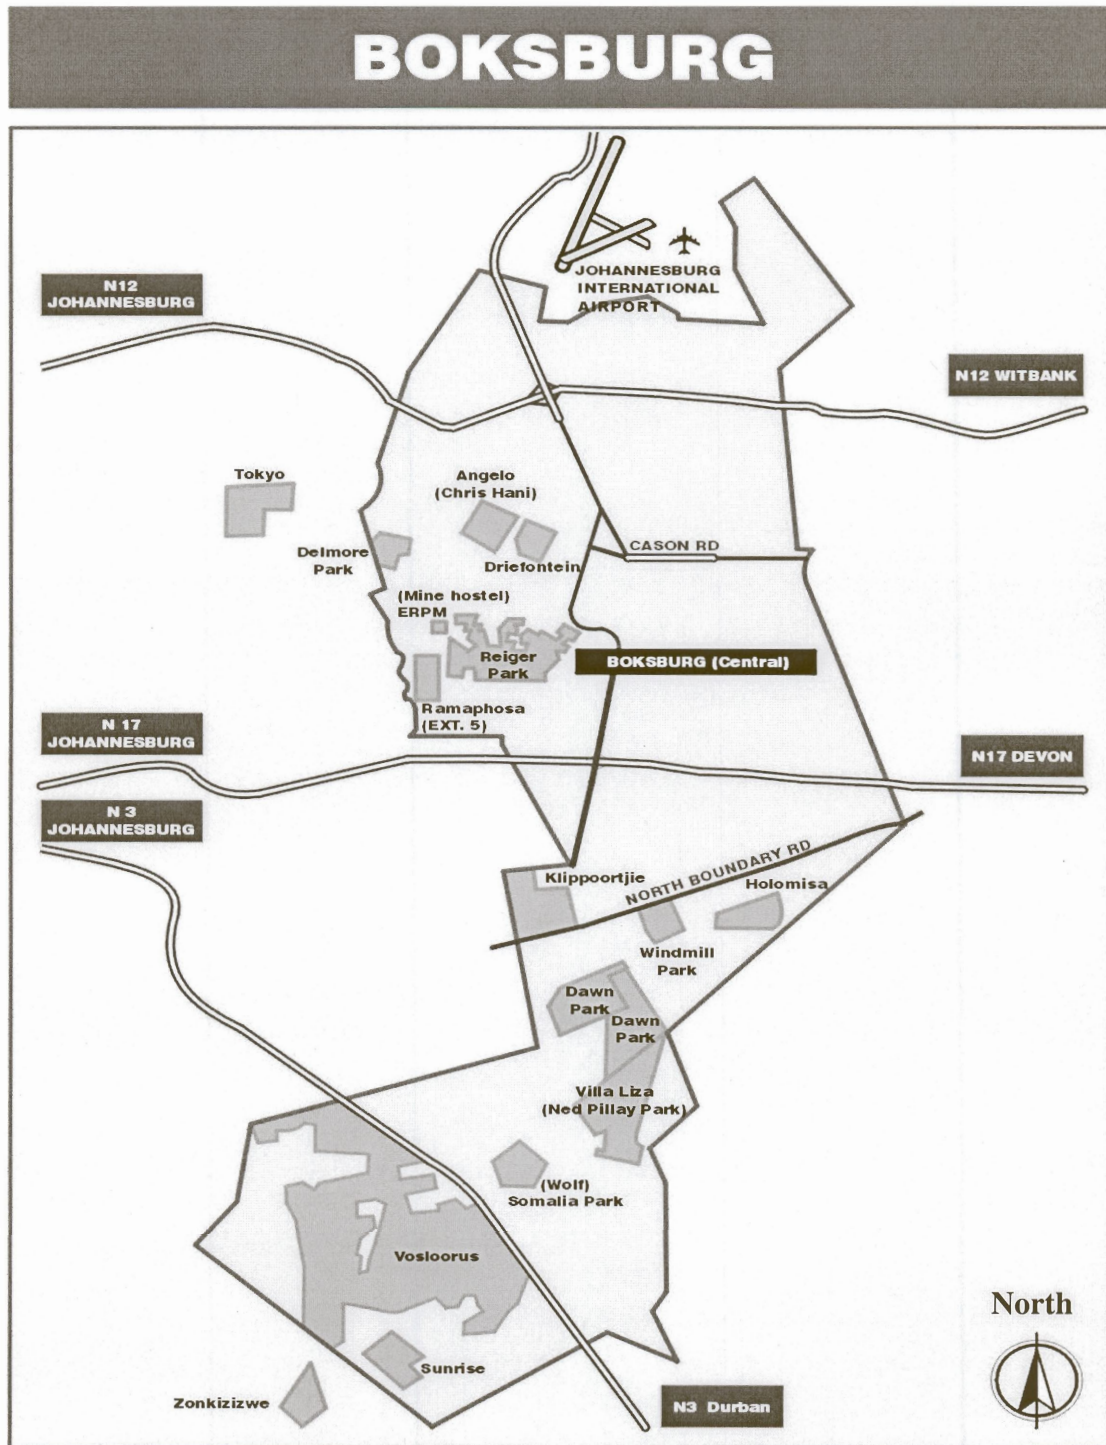 BOKSBURG
JOHANNESBURG
INTERNATIONAL
AIRPORT
N12
JOHANNESBURG
N12 WITBANK
Tokyo
Angelo
(Chris Hani)
Delmore
Park
Driefontein
CASON RD
(Mine hostel)
ERPM
Reiger
Park
BOKSBURG (Central)
Ramaphosa
(EXT. 5)
N 17
JOHANNESBURG
N17 DEVON
N 3
JOHANNESBURG
Klippoortjie
NORTH BOUNDARY RD
Holomisa
Windmill
Park
Dawn
Park
Dawn
Park
Villa Liza
(Ned Pillay Park)
(Wolf)
Somalia Park
Vosloorus
Sunrise
Zonkizizwe
N3 Durban
North